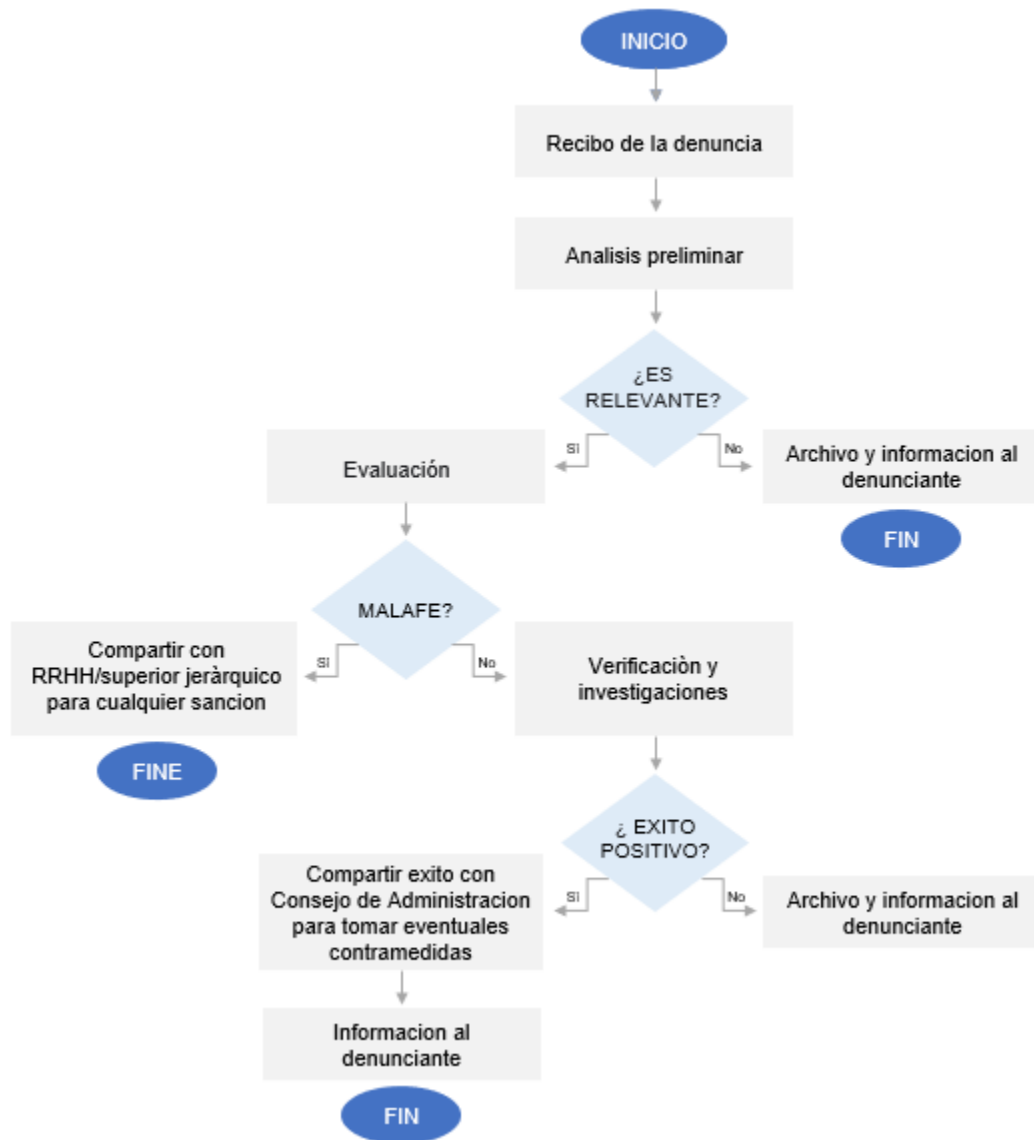 INICIO
Recibo de la denuncia
Analisis preliminar
¿ES
RELEVANTE?
Si
No
Evaluación
Archivo y informacion al
denunciante
FIN
MALAFE?
Si
No
Compartir con
RRHH/superior jeràrquico
para cualquier sancion
FINE
Verificaciòn y
investigaciones
¿ EXITO
POSITIVO?
Si
No
Compartir exito con
Consejo de Administracion
para tomar eventuales
contramedidas
Archivo y informacion al
denunciante
Informacion al
denunciante
FIN